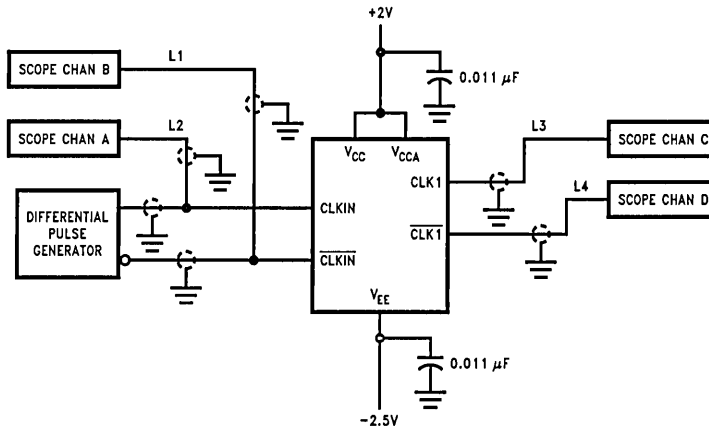 +2V
SCOPE CHAN B
L1
0.011 μF
SCOPE CHAN A
L2
VCC
VCCA
L3
SCOPE CHAN C
CLK1
L4
SCOPE CHAN D
DIFFERENTIAL
PULSE
GENERATOR
CLKIN
CLK1
CLKIN
VEE
0.011 μF
-2.5V